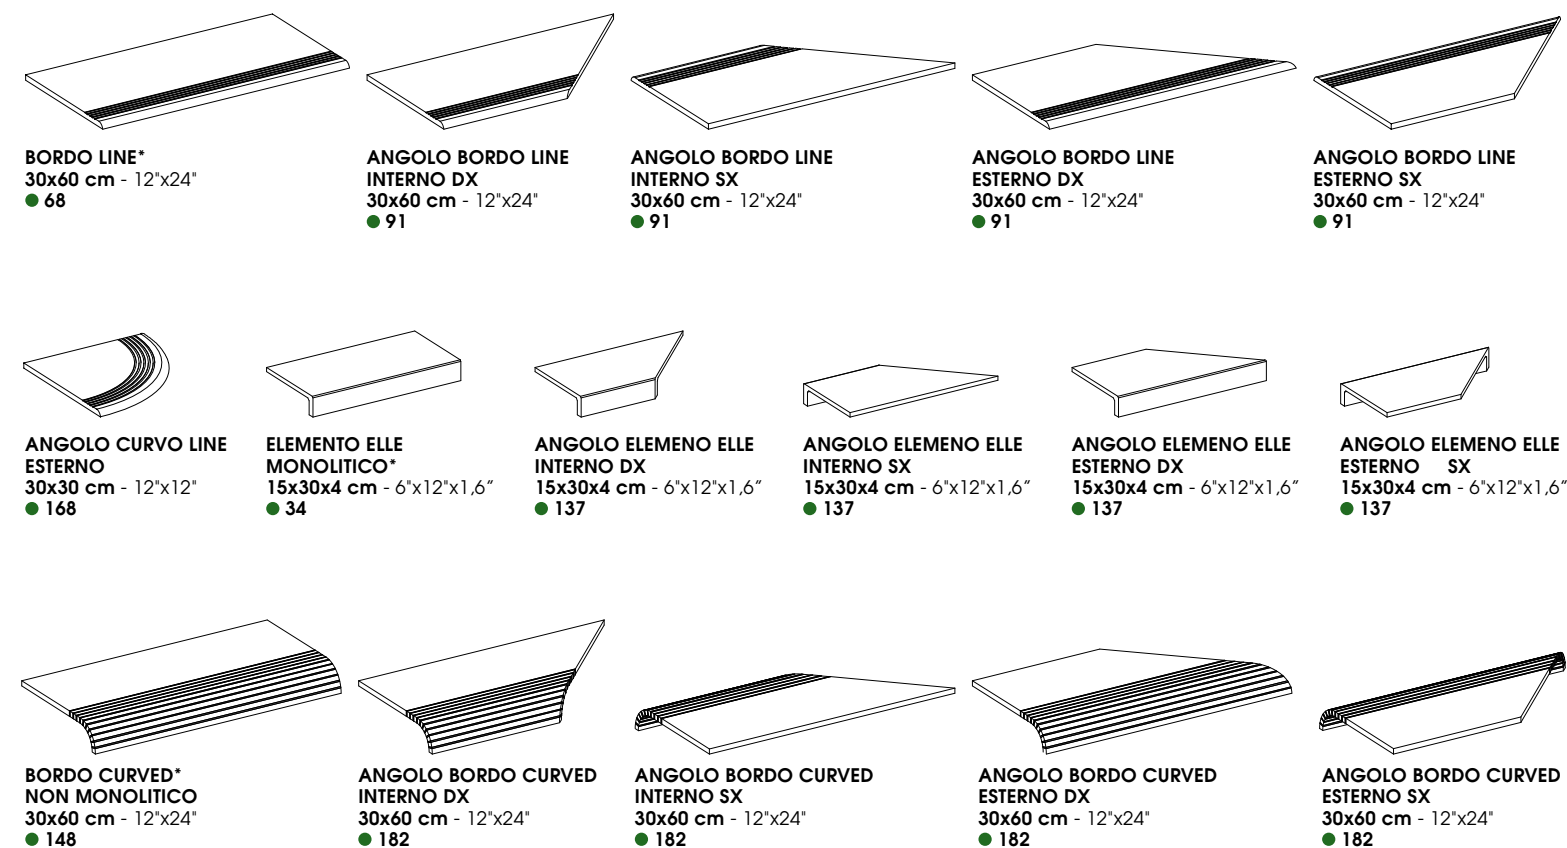 BORDO LINE*
30x60 cm - 12"x24"
● 68
ANGOLO BORDO LINE
INTERNO DX
30x60 cm - 12"x24"
● 91
ANGOLO BORDO LINE
INTERNO SX
30x60 cm - 12"x24"
● 91
ANGOLO BORDO LINE
ESTERNO DX
30x60 cm - 12"x24"
● 91
ANGOLO BORDO LINE
ESTERNO SX
30x60 cm - 12"x24"
● 91
ANGOLO CURVO LINE
ESTERNO
30x30 cm - 12"x12"
● 168
ELEMENTO ELLE
MONOLITICO*
15x30x4 cm - 6"x12"x1,6”
● 34
ANGOLO ELEMENO ELLE
INTERNO DX
15x30x4 cm - 6"x12"x1,6”
● 137
ANGOLO ELEMENO ELLE
INTERNO SX
15x30x4 cm - 6"x12"x1,6”
● 137
ANGOLO ELEMENO ELLE
ESTERNO DX
15x30x4 cm - 6"x12"x1,6”
● 137
ANGOLO ELEMENO ELLE
ESTERNO SX
15x30x4 cm - 6"x12"x1,6”
● 137
BORDO CURVED*
NON MONOLITICO
30x60 cm - 12"x24"
● 148
ANGOLO BORDO CURVED
INTERNO DX
30x60 cm - 12"x24"
● 182
ANGOLO BORDO CURVED
INTERNO SX
30x60 cm - 12"x24"
● 182
ANGOLO BORDO CURVED
ESTERNO DX
30x60 cm - 12"x24"
● 182
ANGOLO BORDO CURVED
ESTERNO SX
30x60 cm - 12"x24"
● 182